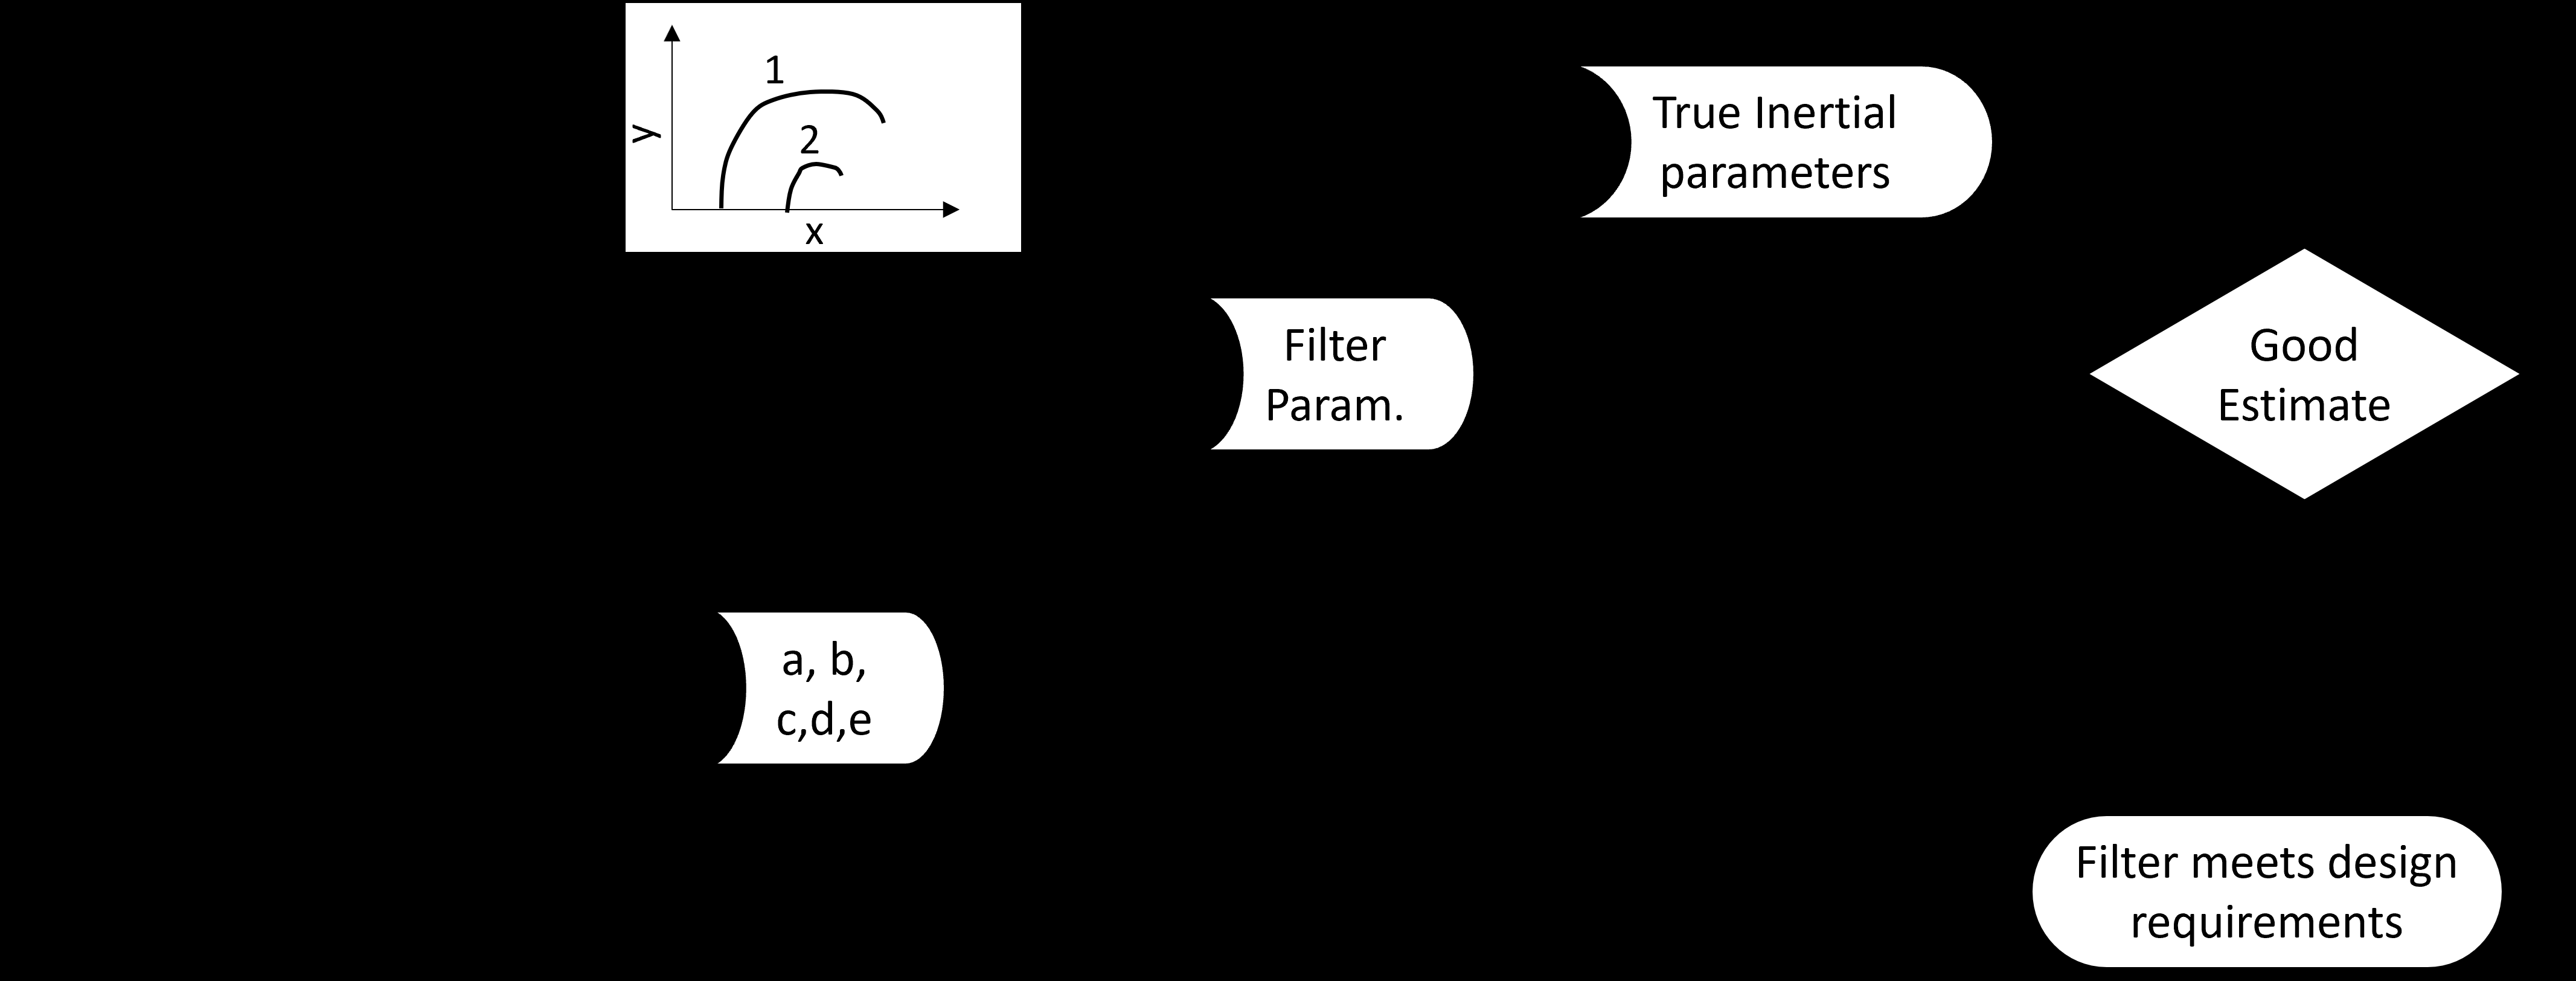 1
2
y
x
True Inertial
parameters
Filter
Param.
Good
Estimate
a, b,
c,d,e
Filter meets design
requirements